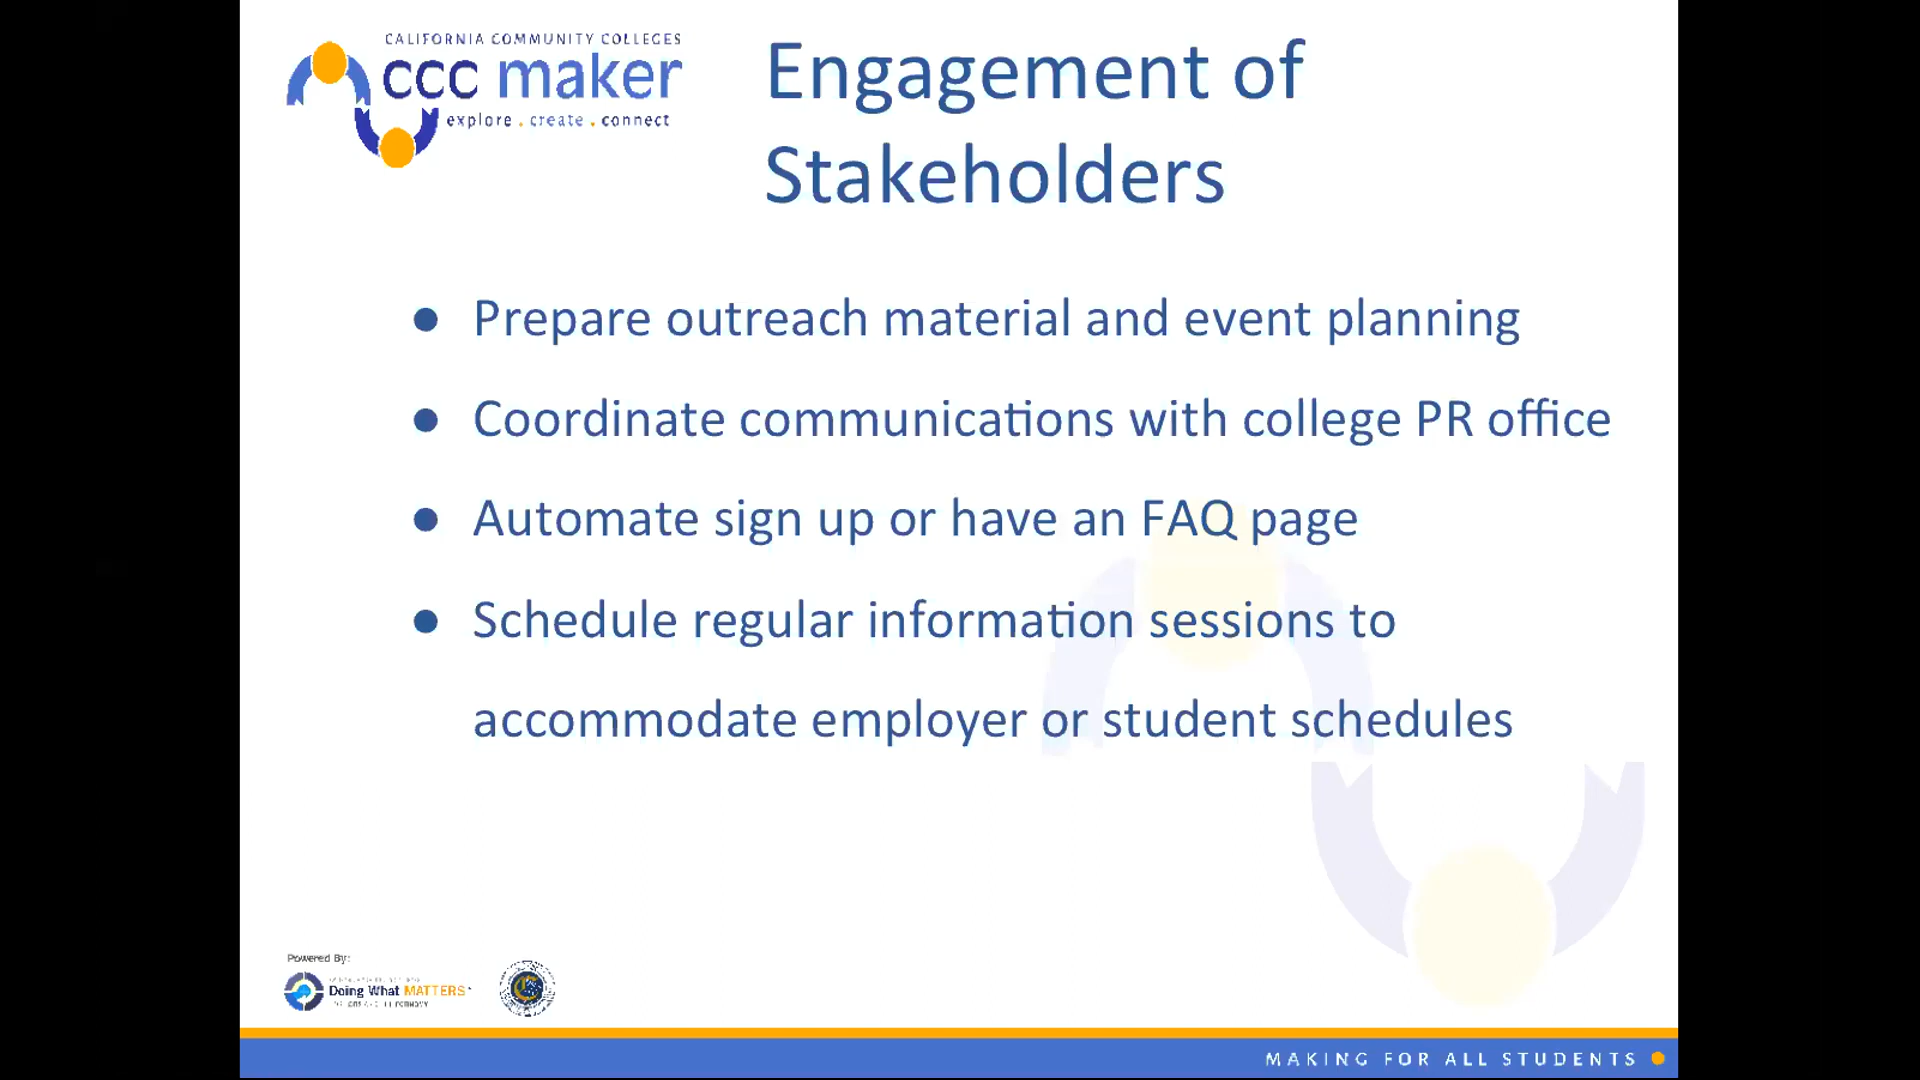 CALIFORNIA COMMUNITY COLLEGES
ccc maker
explore . create . connect
Engagement of
Stakeholders
● Prepare outreach material and event planning
● Coordinate communications with college PR office
● Automate sign up or have an FAQ page
● Schedule regular information sessions to
accommodate employer or student schedules
Powered By:
Doing What MATTERS
MAKING FOR ALL STUDENTS